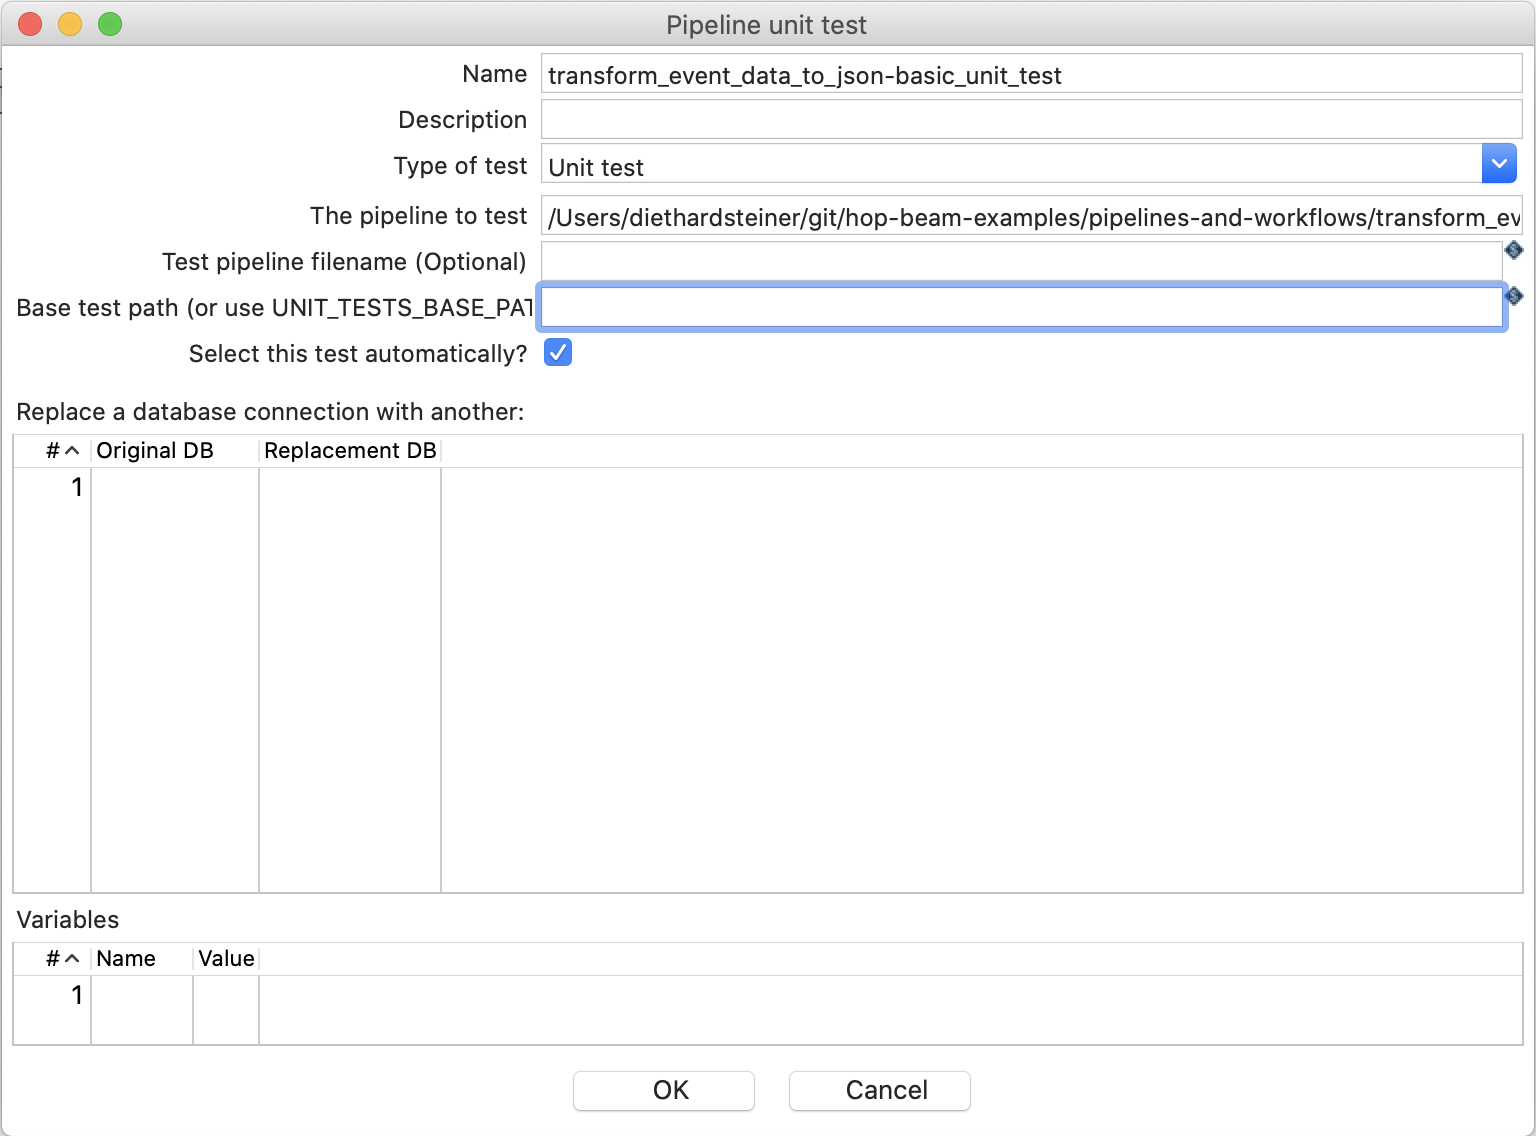 Pipeline unit test
Name transform_event_data_to_json-basic_unit_test
Description
Type of test Unit test
The pipeline to test /Users/diethardsteiner/git/hop-beam-examples/pipelines-and-workflows/transform_ev
Test pipeline filename (Optional)
Base test path (or use UNIT_TESTS_BASE_PAT
Select this test automatically?
Replace a database connection with another:
# Original DB Replacement DB
1
Variables
# Name Value
1
OK Cancel